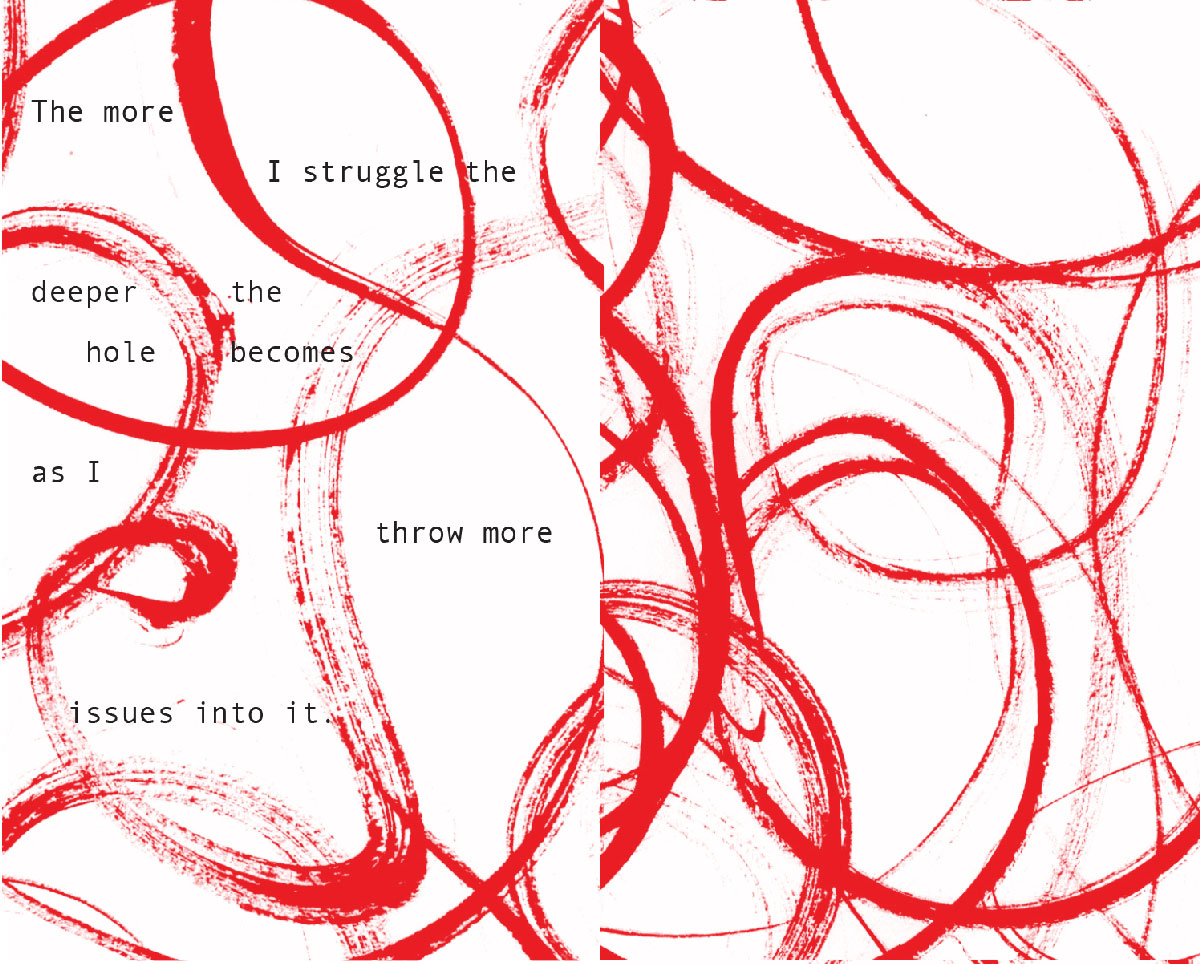 The more
I struggle the
deeper the
hole becomes
as I
throw more
issues into it.